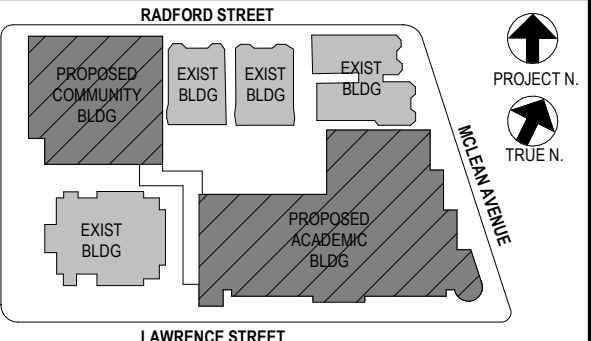 RADFORD STREET
PROPOSED
COMMUNITY
BLDG
EXIST
BLDG
EXIST
BLDG
EXIST
BLDG
PROJECT N.
TRUE N.
MCLEAN AVENUE
EXIST
BLDG
PROPOSED
ACADEMIC
BLDG
LAWRENCE STREET